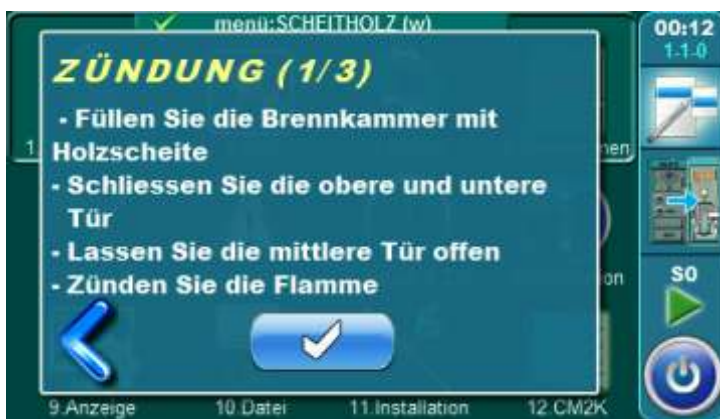 menü:SCHEITHOLZ (w)
00:12
1-1-0
ZÜNDUNG (1/3)
- Füllen Sie die Brennkammer mit
Holzscheite
- Schliessen Sie die obere und untere
Tür
- Lassen Sie die mittlere Tür offen
- Zünden Sie die Flamme
S0
9.Anzeige
10.Datei
11.Installation
12.CM2K